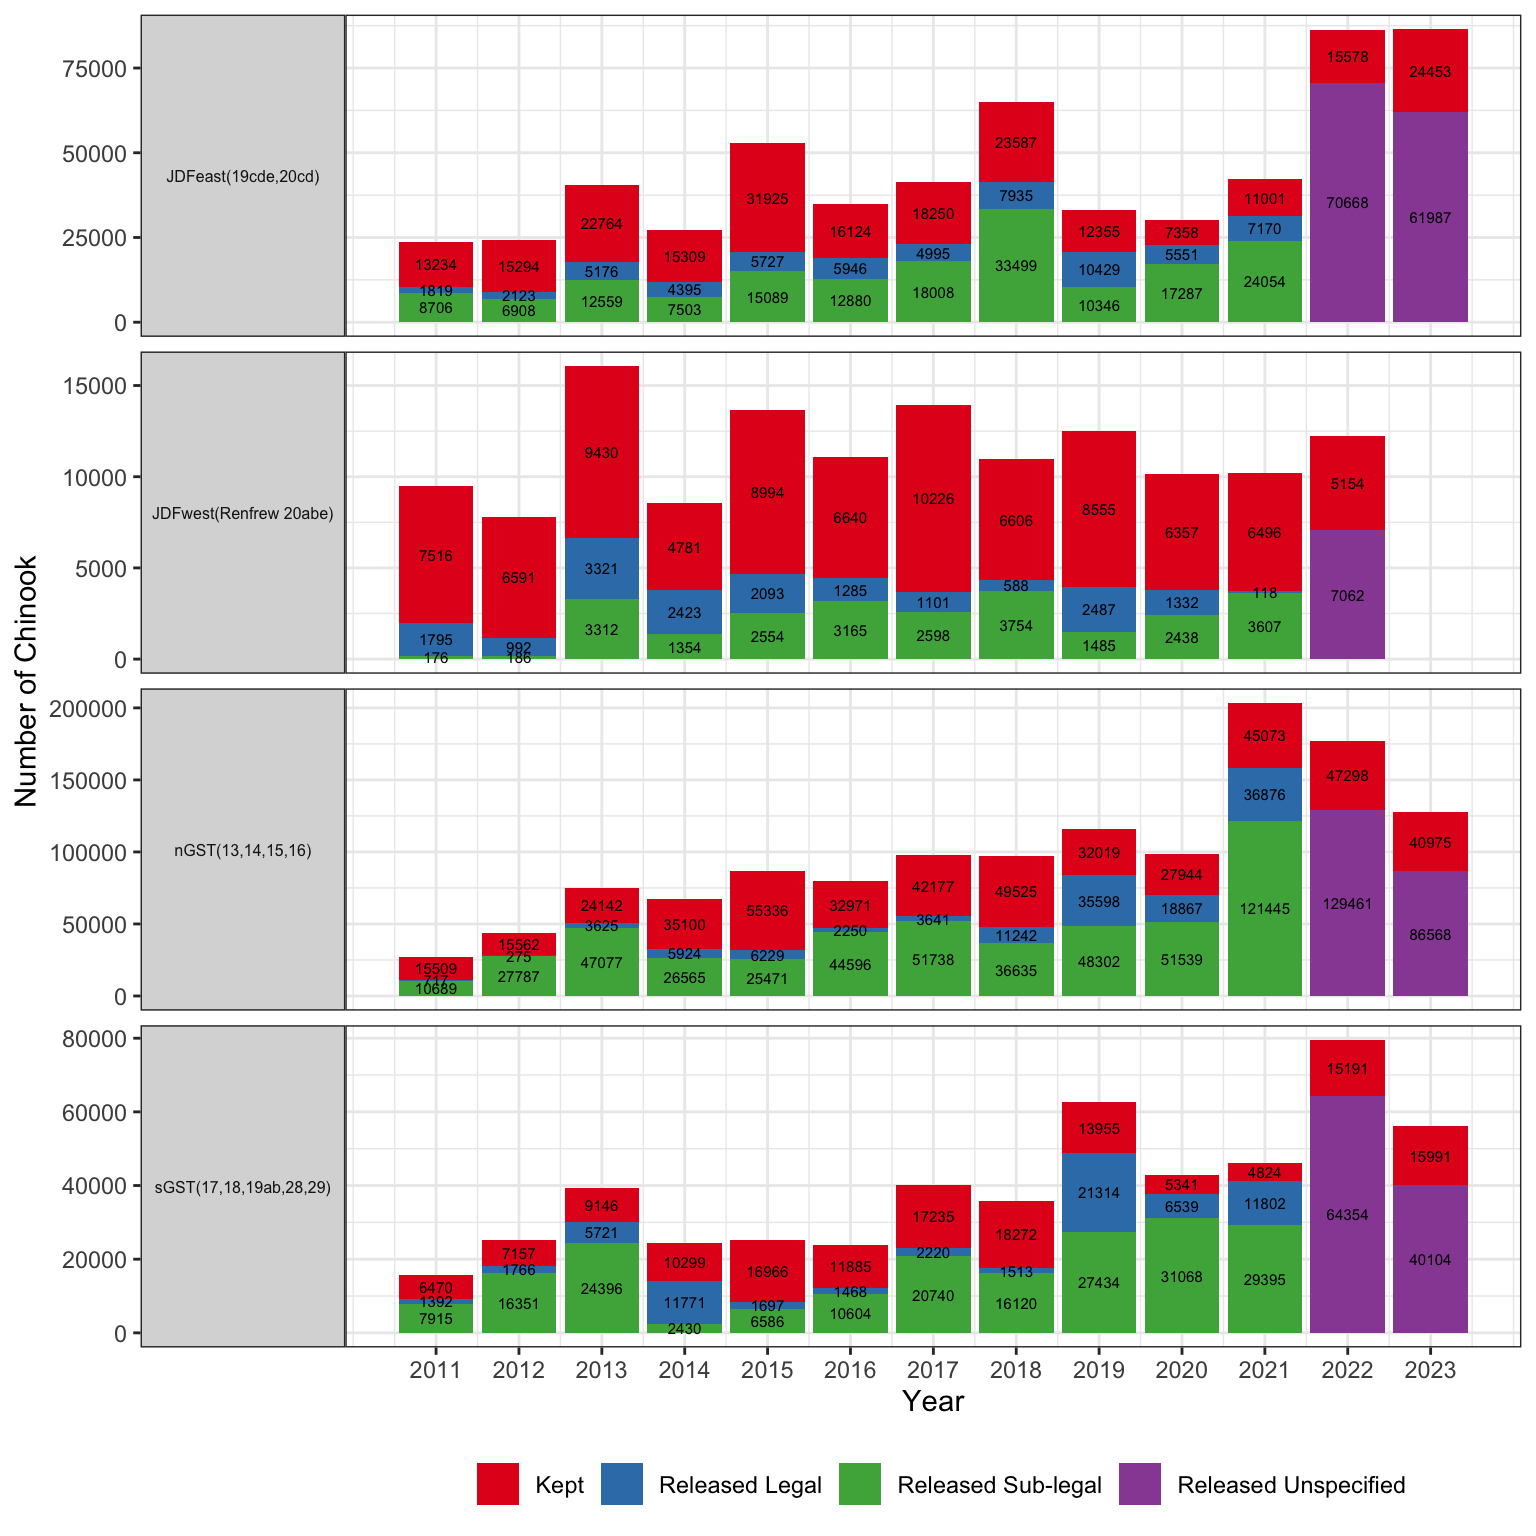 Number of Chinook
JDFeast(19cde,20cd)
75000
50000
25000
0
13234 15294 22764 15309 31925 16124 18250 23587 12355 7358 11001 15578 24453
1819 2123 5176 4395 5727 5946 4995 7935 10429 5551 7170
8706 6908 12559 7503 15089 12880 18008 33499 10346 17287 24054 70668 61987
JDFwest(Renfrew 20abe)
15000
10000
5000
0
7516 6591 9430 4781 8994 6640 10226 6606 8555 6357 6496 5154
1795 992 3321 2423 2093 1285 1101 588 2487 1332 118
176 186 3312 1354 2554 3165 2598 3754 1485 2438 3607 7062
nGST(13,14,15,16)
200000
150000
100000
50000
0
15509 15562 24142 35100 55336 32971 42177 49525 32019 27944 45073 47298 40975
717 275 3625 5924 6229 2250 3641 11242 35598 18867 36876
10689 27787 47077 26565 25471 44596 51738 36635 48302 51539 121445 129461 86568
sGST(17,18,19ab,28,29)
80000
60000
40000
20000
0
6470 7157 9146 10299 16966 11885 17235 18272 13955 5341 4824 15191 15991
1392 1766 5721 11771 1697 1468 2220 1513 21314 6539 11802
7915 16351 24396 2430 6586 10604 20740 16120 27434 31068 29395 64354 40104
2011 2012 2013 2014 2015 2016 2017 2018 2019 2020 2021 2022 2023
Year
Kept Released Legal Released Sub-legal Released Unspecified